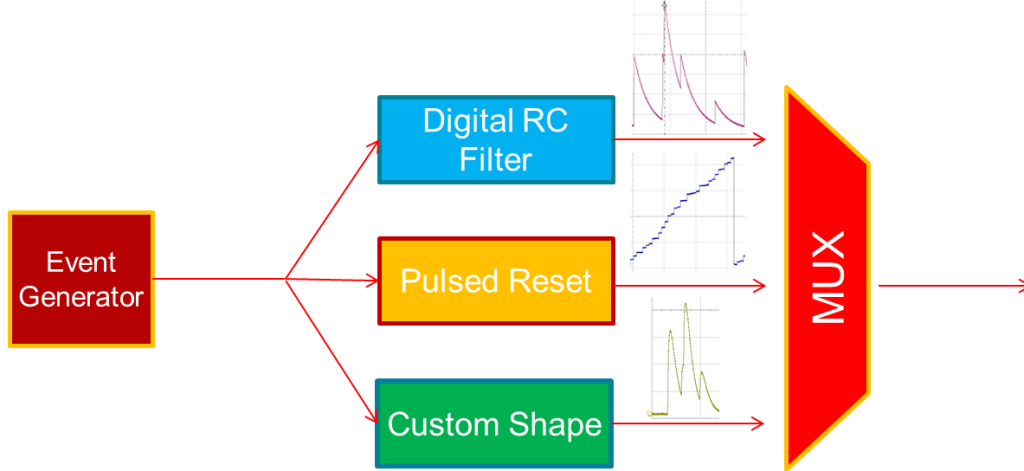 Digital RC
Filter
Event
Generator
Pulsed Reset
MUX
Custom Shape